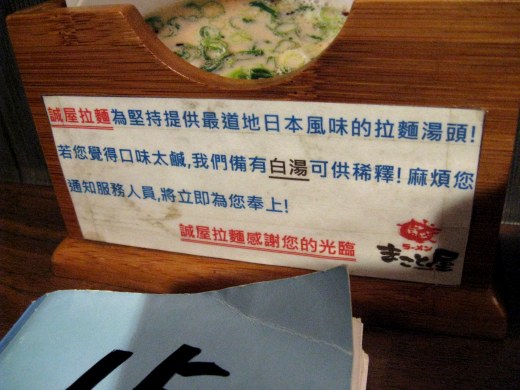 誠屋拉麵為堅持提供最道地日本風味的拉麵湯頭!
若您覺得口味太鹹,我們備有白湯可供稀釋!麻煩您
通知服務人員,將立即為您奉上!
誠屋拉麵感謝您的光臨
ラーメン
まこと屋